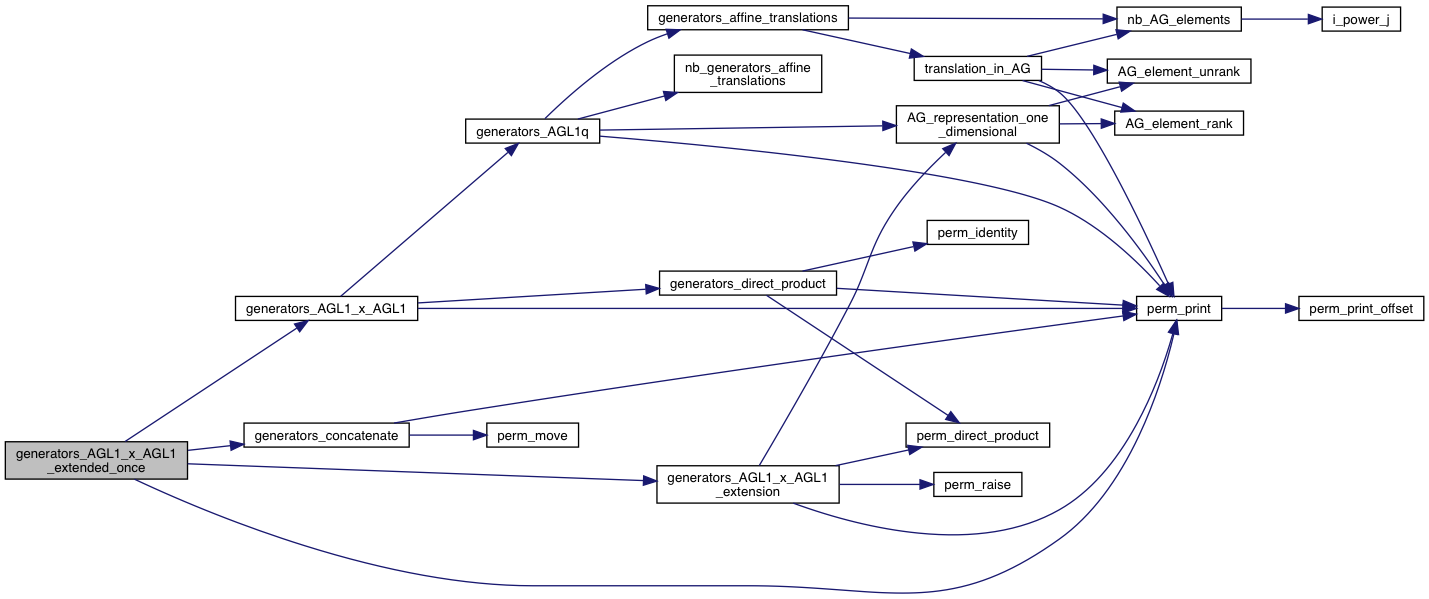 generators_affine_translations
nb_AG_elements
i_power_j
translation_in_AG
AG_element_unrank
nb_generators_affine
_translations
generators_AGL1q
AG_representation_one
_dimensional
AG_element_rank
perm_identity
generators_direct_product
generators_AGL1_x_AGL1
perm_print
perm_print_offset
generators_concatenate
perm_move
perm_direct_product
generators_AGL1_x_AGL1
_extended_once
generators_AGL1_x_AGL1
_extension
perm_raise